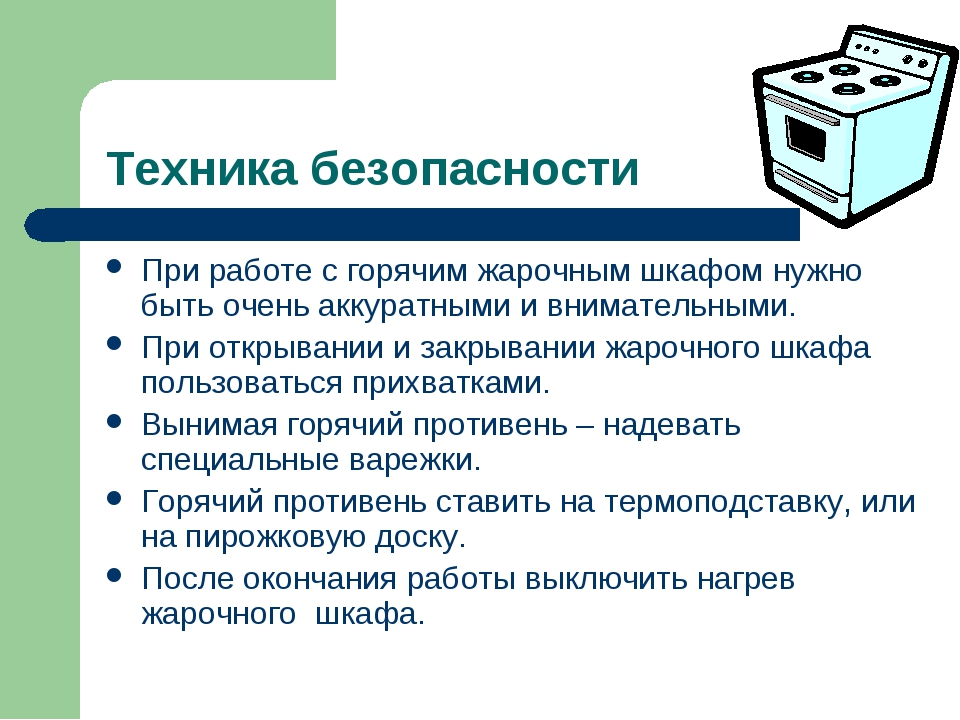 Техника безопасности
При работе с горячим жарочным шкафом нужно
быть очень аккуратными и внимательными.
При открывании и закрывании жарочного шкафа
пользоваться прихватками.
Вынимая горячий противень – надевать
специальные варежки.
Горячий противень ставить на термоподставку, или
на пирожковую доску.
После окончания работы выключить нагрев
жарочного  шкафа.